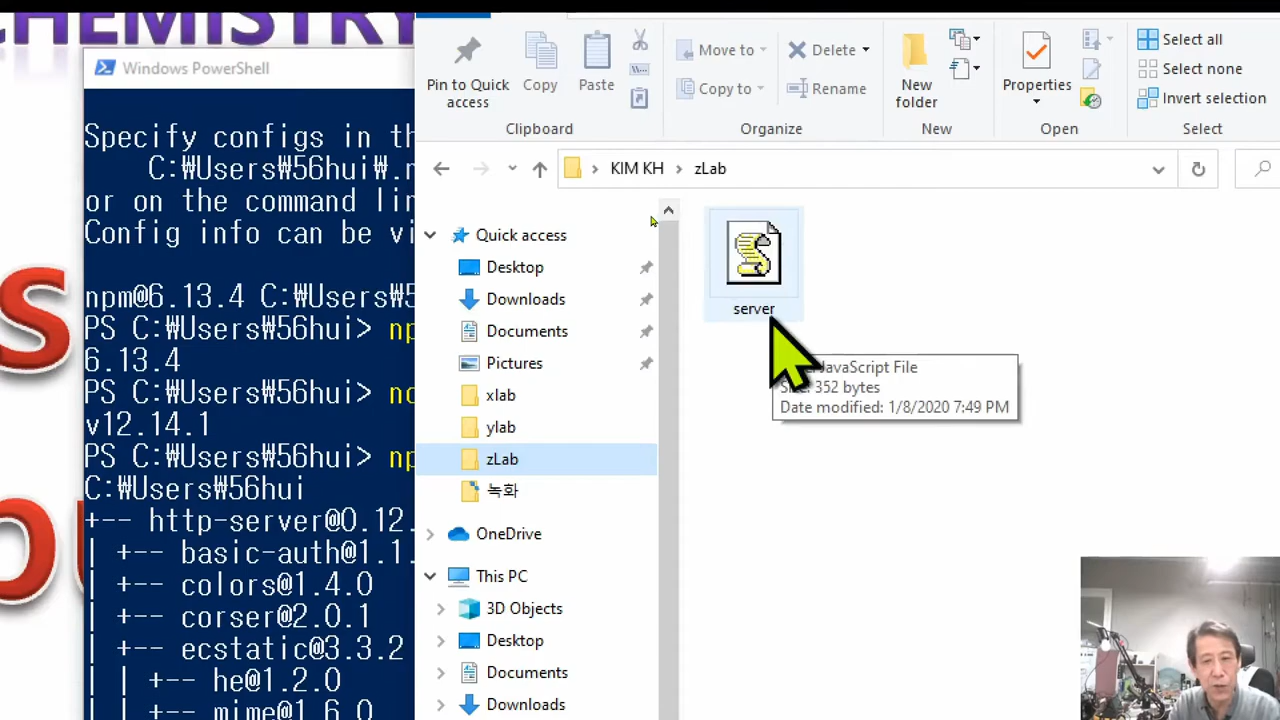 CHEMISTRY
Windows PowerShell
Specify configs in th
C:₩Users₩56hui₩.n
or on the command lin
Config info can be vi
npm@6.13.4 C:₩Users₩5
PS C:₩Users₩56hui> np
6.13.4
PS C:₩Users₩56hui> no
v12.14.1
PS C:₩Users₩56hui> np
C:₩Users₩56hui
+-- http-server@0.12.
| +-- basic-auth@1.1.
| +-- colors@1.4.0
| +-- corser@2.0.1
| +-- ecstatic@3.3.2
| | +-- he@1.2.0
| | +-- mime@1.6.0
Pin to Quick access
Copy
Paste
Clipboard
Move to
Copy to
Delete
Rename
Organize
New folder
New
Properties
Open
Select all
Select none
Invert selection
Select
KIM KH > zLab
Quick access
Desktop
Downloads
Documents
Pictures
xlab
ylab
zLab
녹화
OneDrive
This PC
3D Objects
Desktop
Documents
Downloads
server
JavaScript File
352 bytes
Date modified: 1/8/2020 7:49 PM